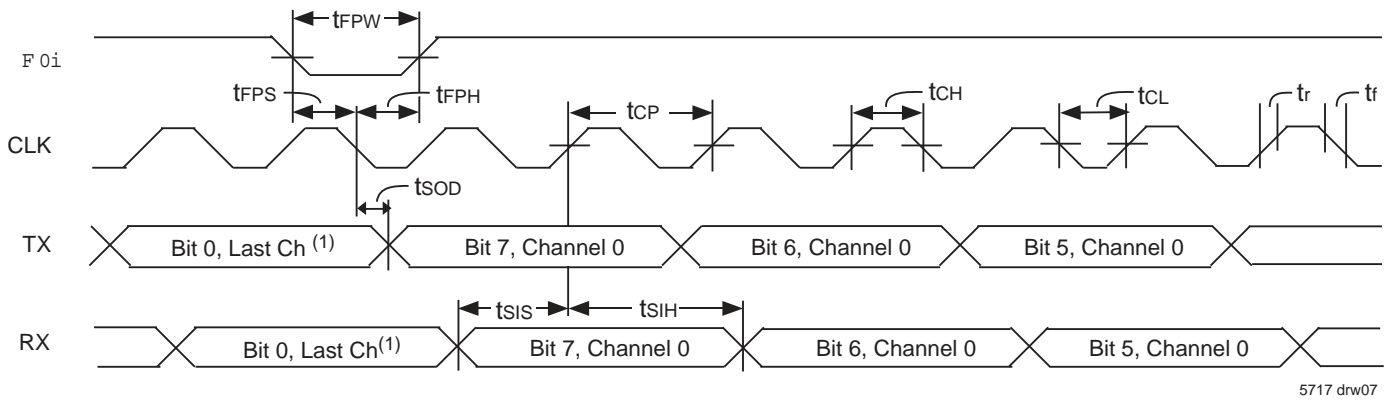 tFPW
F0i
tFPS
tFPH
tCP
tCH
tCL
tr
tf
CLK
tSOD
TX
Bit 0, Last Ch (1)
Bit 7, Channel 0
Bit 6, Channel 0
Bit 5, Channel 0
tSIS
tSIH
RX
Bit 0, Last Ch(1)
Bit 7, Channel 0
Bit 6, Channel 0
Bit 5, Channel 0
5717 drw07